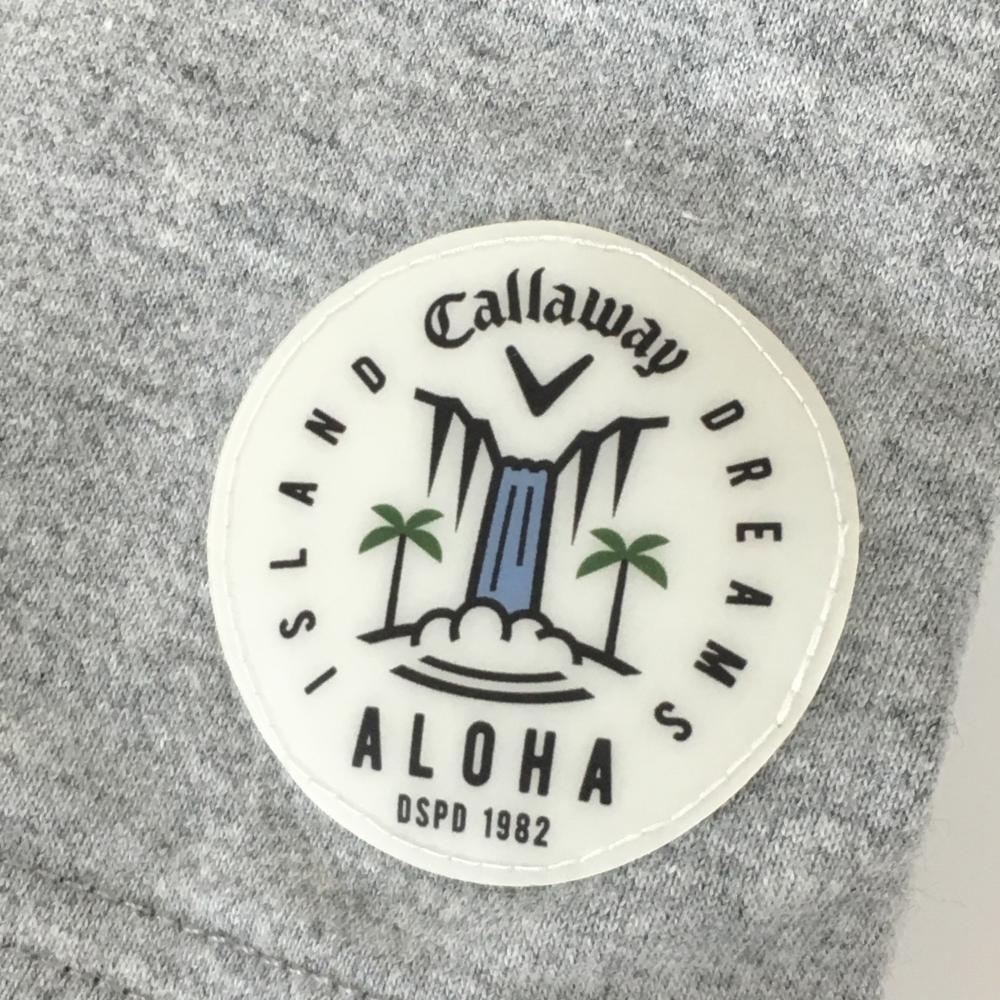 Callaway
ISLAND DREAMS
ALOHA
DSPD 1982